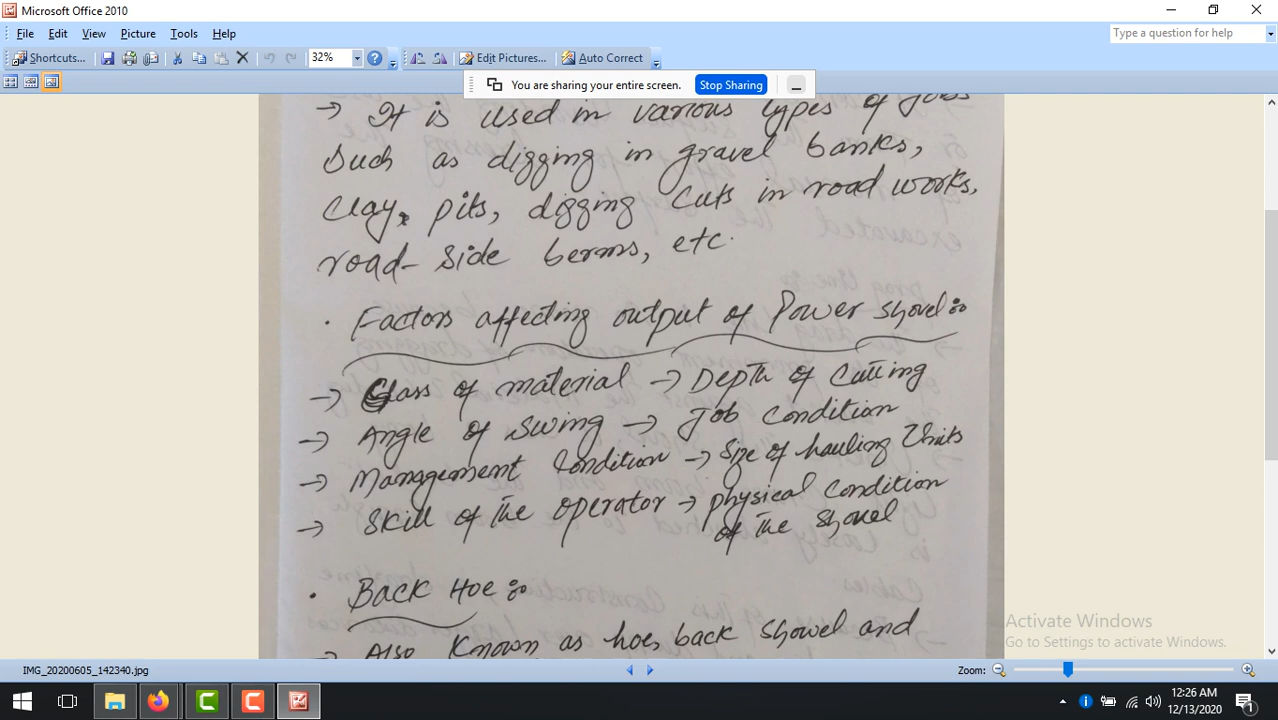 Microsoft Office 2010
File Edit View Picture Tools Help
Type a question for help
Shortcuts... 32% Edit Pictures... Auto Correct
You are sharing your entire screen. Stop Sharing
→ It is used in various types of Jobs
Such as digging in gravel banks,
Clay, pits, digging cuts in road works,
road-side berms, etc.
· Factors affecting output of Power shovel:-
→ Class of material → Depth of Cutting
→ Angle of Swing → Job Condition
→ Management Condition → Size of hauling Units
→ Skill of the operator → physical condition
of the shovel
· Back Hoe:-
→ Also known as hoe, back showel and
Activate Windows
Go to Settings to activate Windows.
IMG_20200605_142340.jpg
Zoom:
12:26 AM
12/13/2020
1